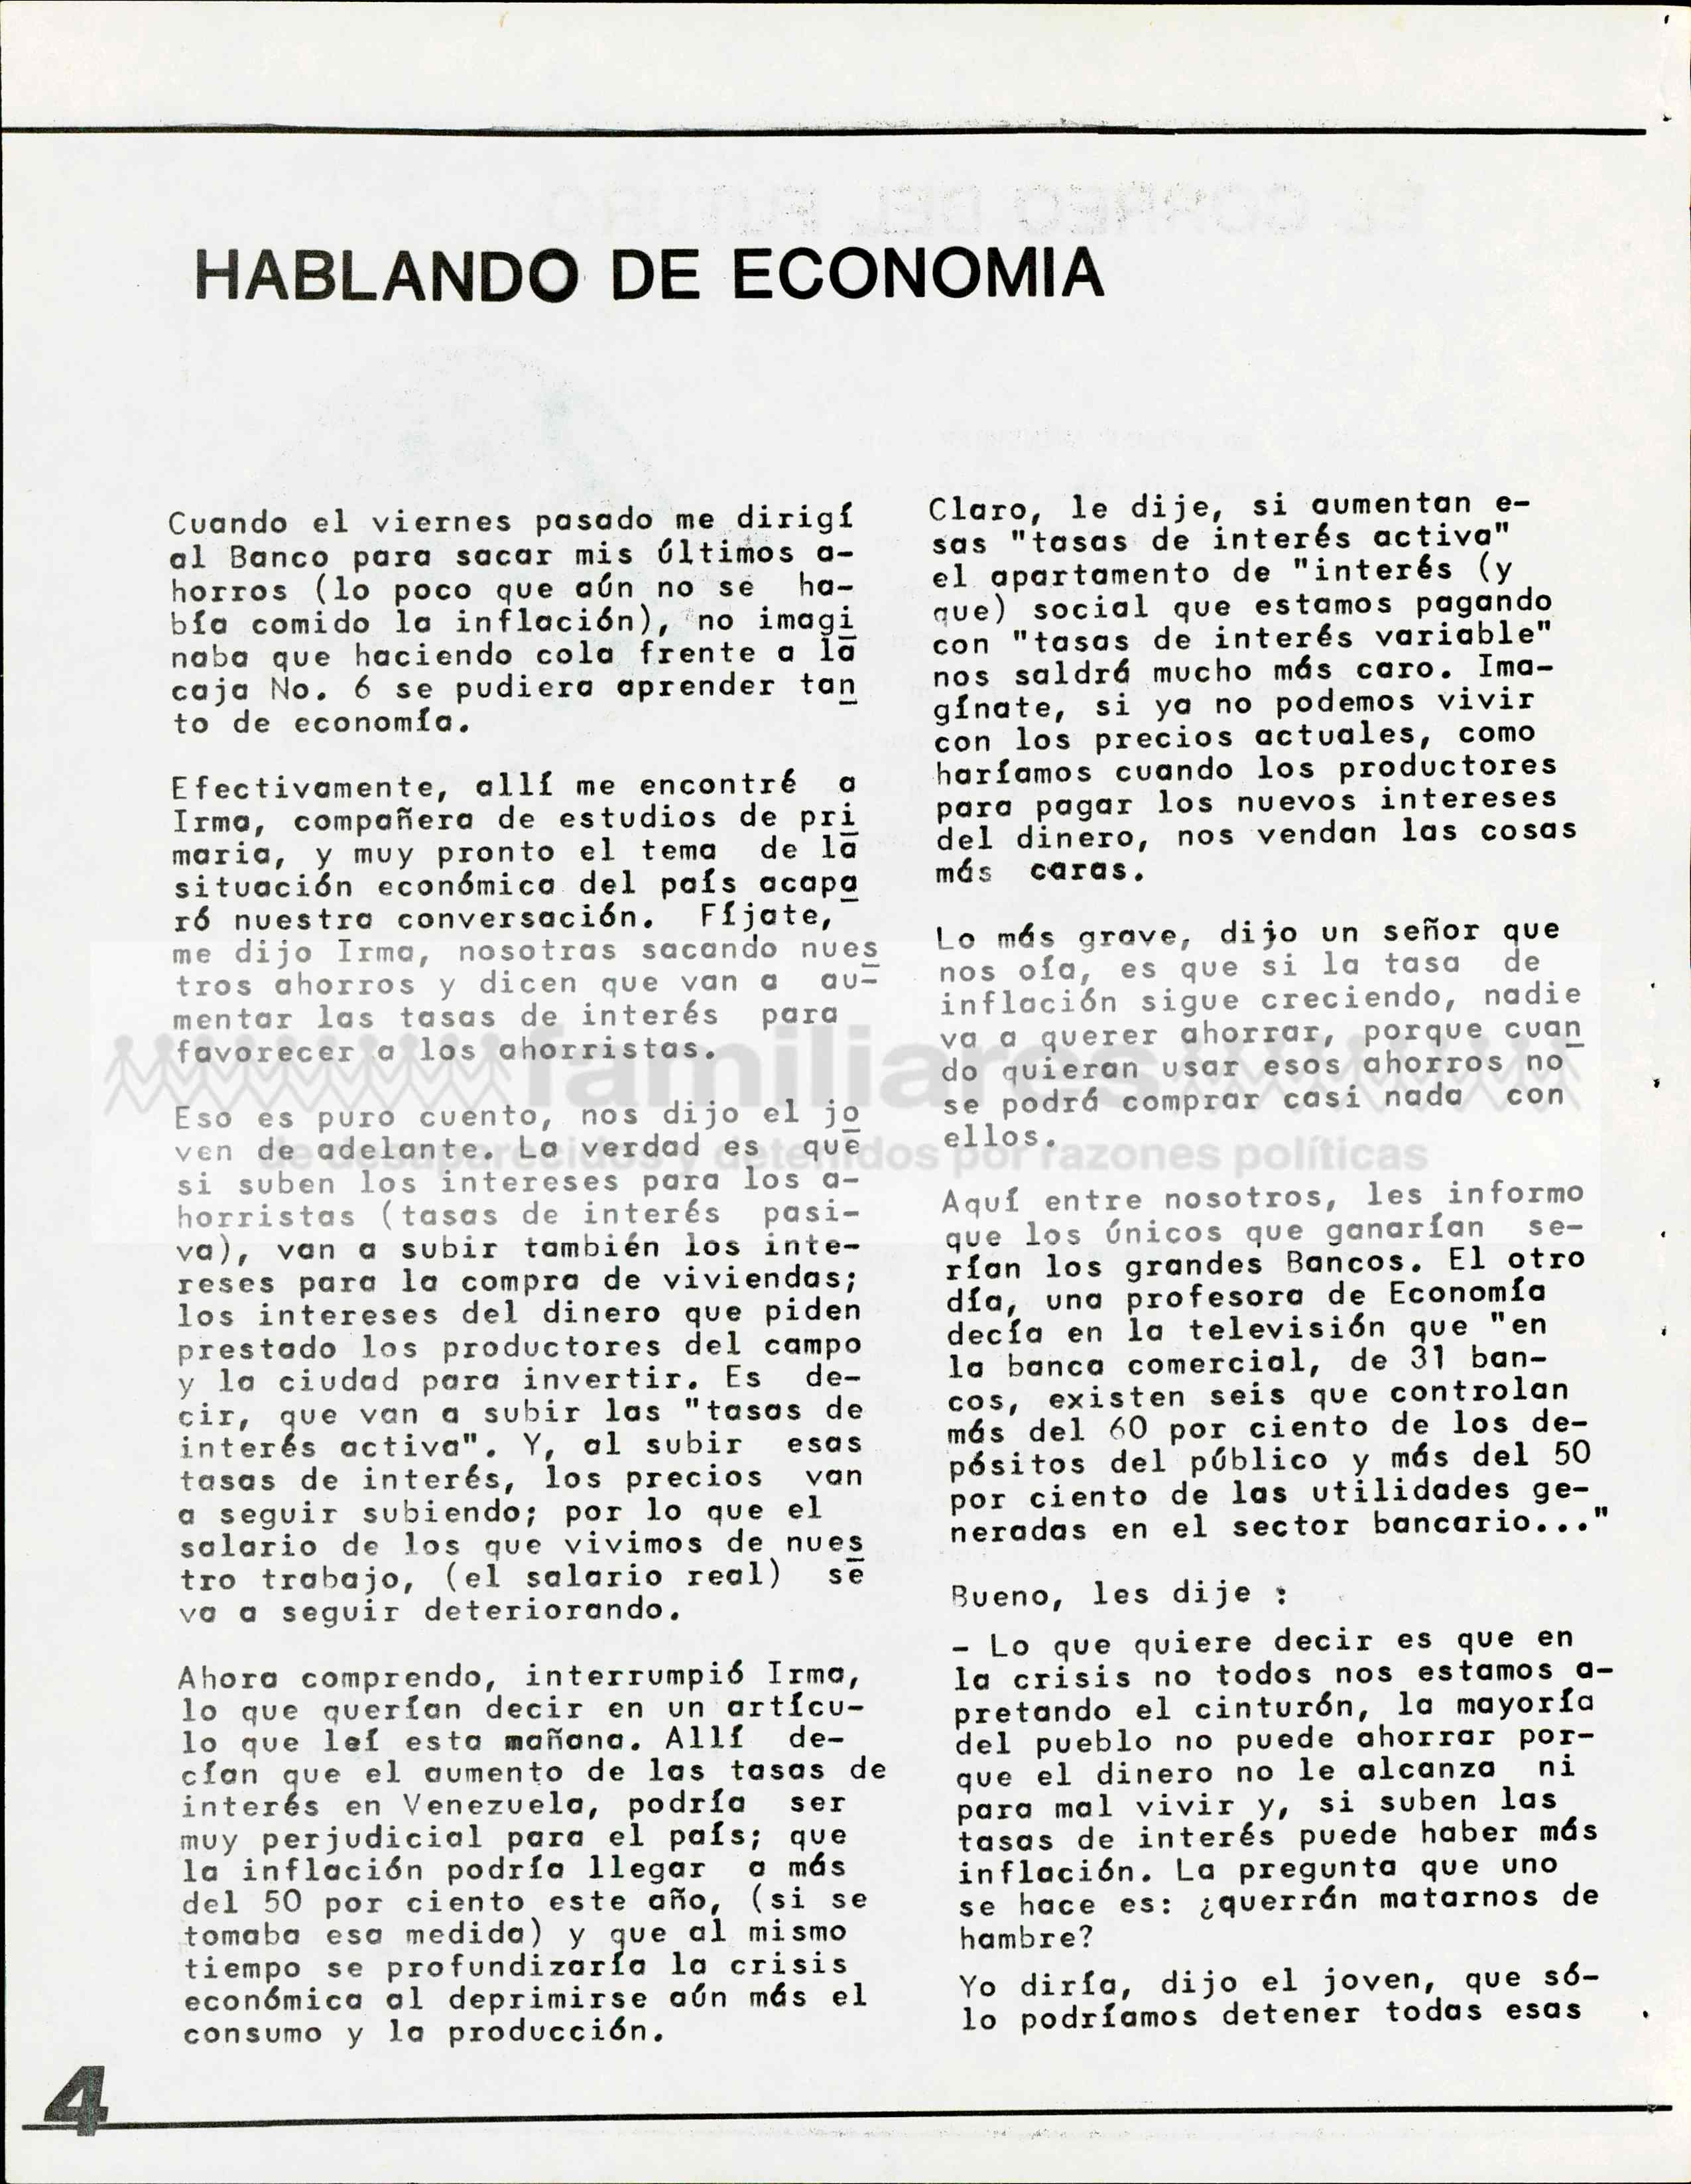 HABLANDO DE ECONOMIA
Cuando el viernes pasado me dirigí
al Banco para sacar mis últimos a-
horros (lo poco que aún no se ha-
bía comido la inflación), no imagi
naba que haciendo cola frente a la
caja No. 6 se pudiera aprender tan
to de economía.
Efectivamente, allí me encontré a
Irma, compañera de estudios de pri
maria, y muy pronto el tema de la
situación económica del país acapa
ró nuestra conversación. Fíjate,
me dijo Irma, nosotras sacando nues
tros ahorros y dicen que van a au-
mentar las tasas de interés para
favorecer a los ahorristas.
Eso es puro cuento, nos dijo el jo
ven de adelante. La verdad es que
si suben los intereses para los a-
horristas (tasas de interés pasi-
va), van a subir también los inte-
reses para la compra de viviendas;
los intereses del dinero que piden
prestado los productores del campo
y la ciudad para invertir. Es de-
cir, que van a subir las "tasas de
interés activa". Y, al subir esas
tasas de interés, los precios van
a seguir subiendo; por lo que el
salario de los que vivimos de nues
tro trabajo, (el salario real) se
va a seguir deteriorando.
Ahora comprendo, interrumpió Irma,
lo que querían decir en un artícu-
lo que leí esta mañana. Allí de-
cían que el aumento de las tasas de
interés en Venezuela, podría ser
muy perjudicial para el país; que
la inflación podría llegar a más
del 50 por ciento este año, (si se
tomaba esa medida) y que al mismo
tiempo se profundizaría la crisis
económica al deprimirse aún más el
consumo y la producción.
Claro, le dije, si aumentan e-
sas "tasas de interés activa"
el apartamento de "interés (y
que) social que estamos pagando
con "tasas de interés variable"
nos saldrá mucho más caro. Ima-
gínate, si ya no podemos vivir
con los precios actuales, como
haríamos cuando los productores
para pagar los nuevos intereses
del dinero, nos vendan las cosas
más caras.
Lo más grave, dijo un señor que
nos oía, es que si la tasa de
inflación sigue creciendo, nadie
va a querer ahorrar, porque cuan
do quieran usar esos ahorros no
se podrá comprar casi nada con
ellos.
Aquí entre nosotros, les informo
que los únicos que ganarían se-
rían los grandes Bancos. El otro
día, una profesora de Economía
decía en la televisión que "en
la banca comercial, de 31 ban-
cos, existen seis que controlan
más del 60 por ciento de los de-
pósitos del público y más del 50
por ciento de las utilidades ge-
neradas en el sector bancario..."
Bueno, les dije :
- Lo que quiere decir es que en
la crisis no todos nos estamos a-
pretando el cinturón, la mayoría
del pueblo no puede ahorrar por-
que el dinero no le alcanza ni
para mal vivir y, si suben las
tasas de interés puede haber más
inflación. La pregunta que uno
se hace es: ¿querrán matarnos de
hambre?
Yo diría, dijo el joven, que só-
lo podríamos detener todas esas
4
familiares
de desaparecidos y detenidos por razones políticas
EL CORREO DEL FUTURO